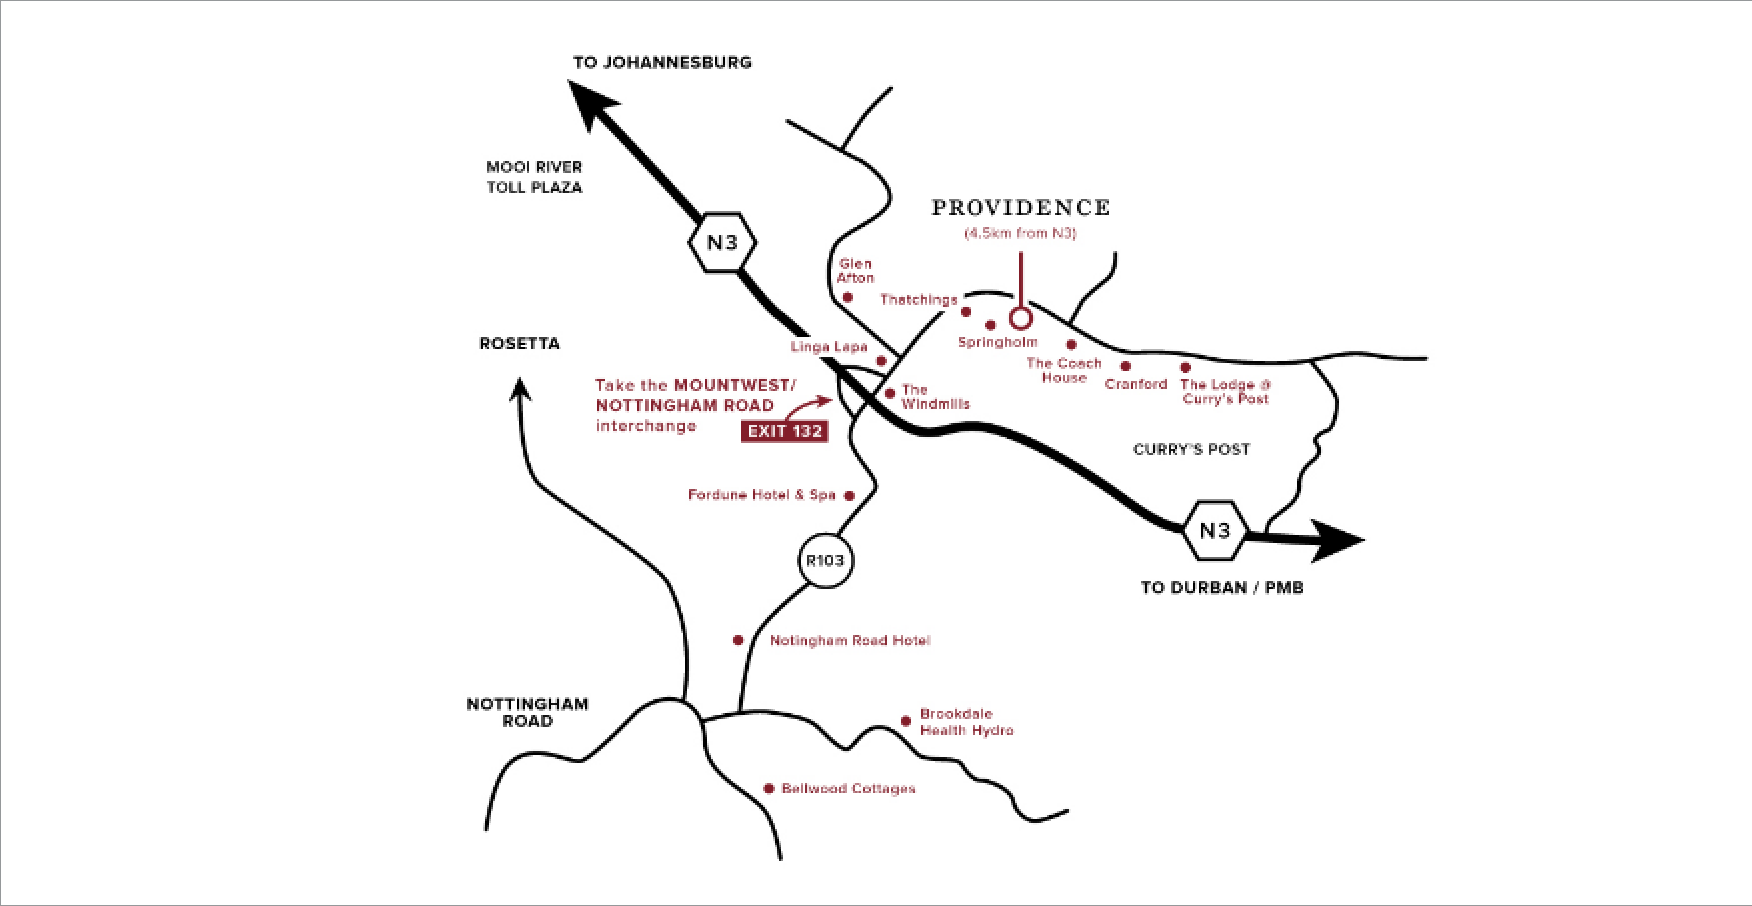 TO JOHANNESBURG
MOOI RIVER
TOLL PLAZA
PROVIDENCE
(4.5km from N3)
N3
Glen
Afton
Thatchings
Springholm
ROSETTA
Linga Lapa
The Coach
House
Cranford
The Lodge @
Curry's Post
Take the MOUNTWEST/
NOTTINGHAM ROAD
interchange
EXIT 132
The
Windmills
CURRY'S POST
Fordune Hotel & Spa
N3
R103
TO DURBAN / PMB
Notingham Road Hotel
NOTTINGHAM
ROAD
Brookdale
Health Hydro
Bellwood Cottages